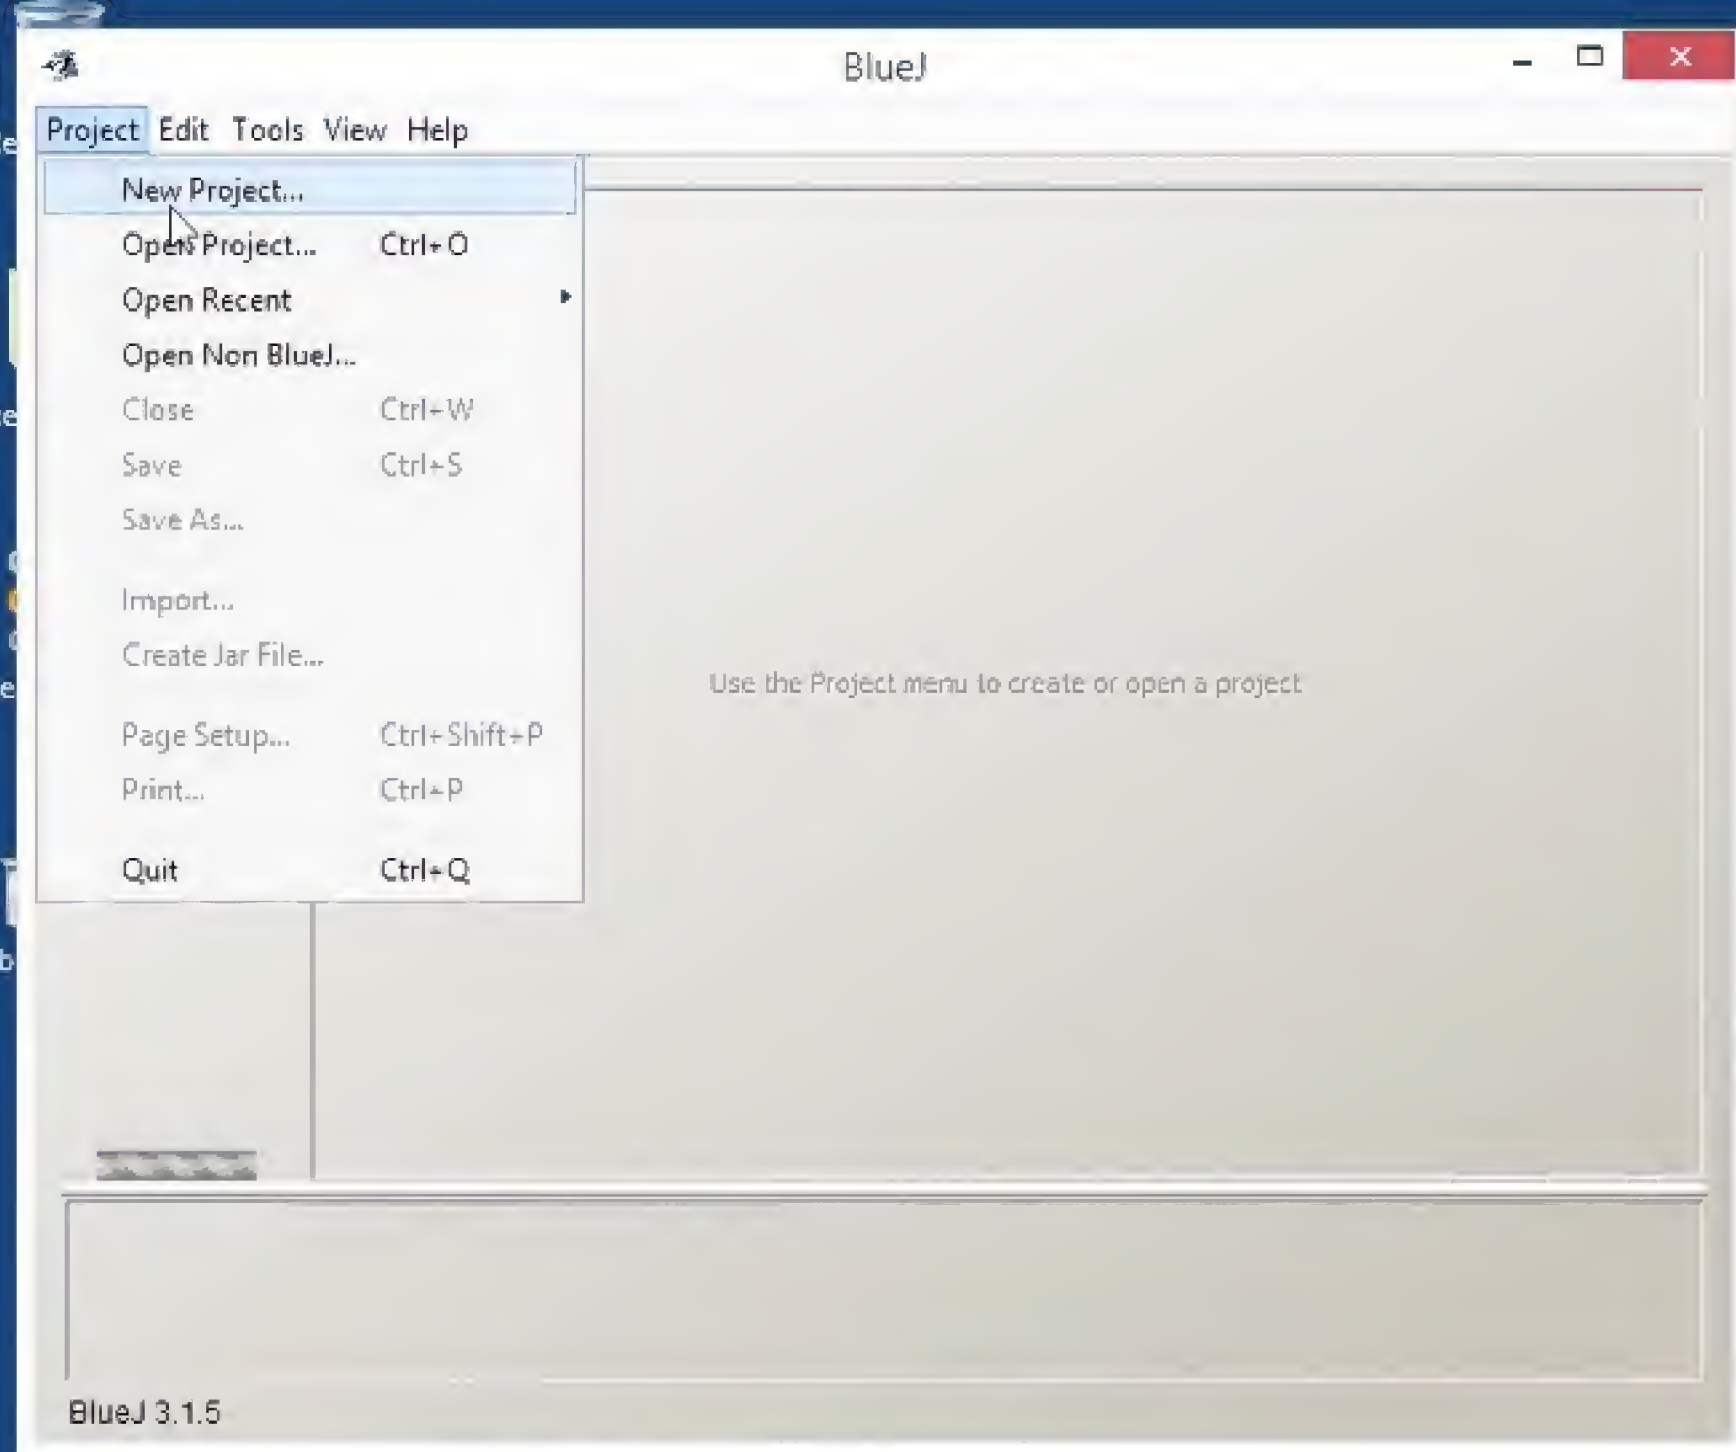 BlueJ
Project Edit Tools View Help
New Project...
Open Project... Ctrl+O
Open Recent
Open Non BlueJ...
Close Ctrl+W
Save Ctrl+S
Save As...
Import...
Create Jar File...
Use the Project menu to create or open a project
Page Setup... Ctrl+Shift+P
Print... Ctrl+P
Quit Ctrl+Q
BlueJ 3.1.5